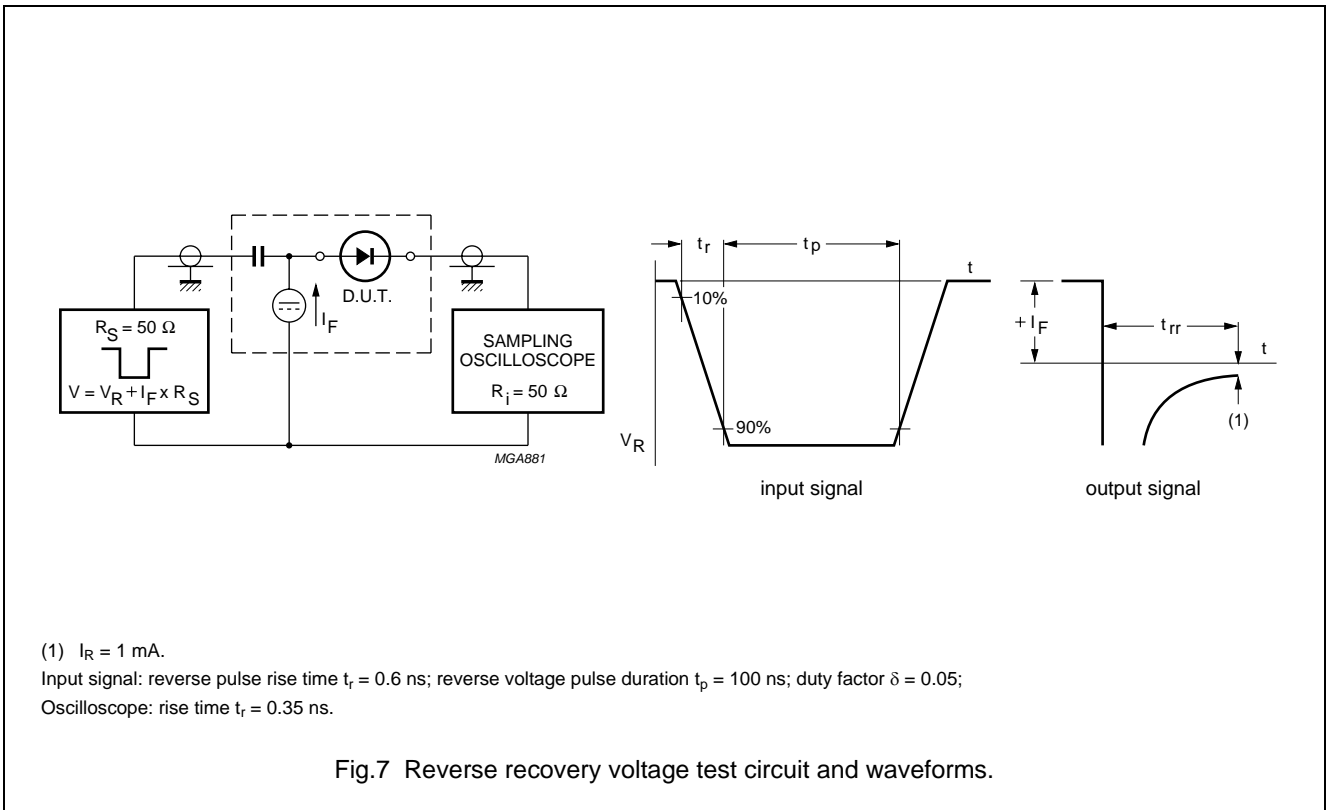 D.U.T.
I_F
R_S = 50 Ω
V = V_R + I_F x R_S
SAMPLING
OSCILLOSCOPE
R_i = 50 Ω
MGA881
t_r
t_p
t
10%
90%
V_R
input signal
+ I_F
t_rr
t
(1)
output signal
(1) I_R = 1 mA.
Input signal: reverse pulse rise time t_r = 0.6 ns; reverse voltage pulse duration t_p = 100 ns; duty factor δ = 0.05;
Oscilloscope: rise time t_r = 0.35 ns.
Fig.7 Reverse recovery voltage test circuit and waveforms.